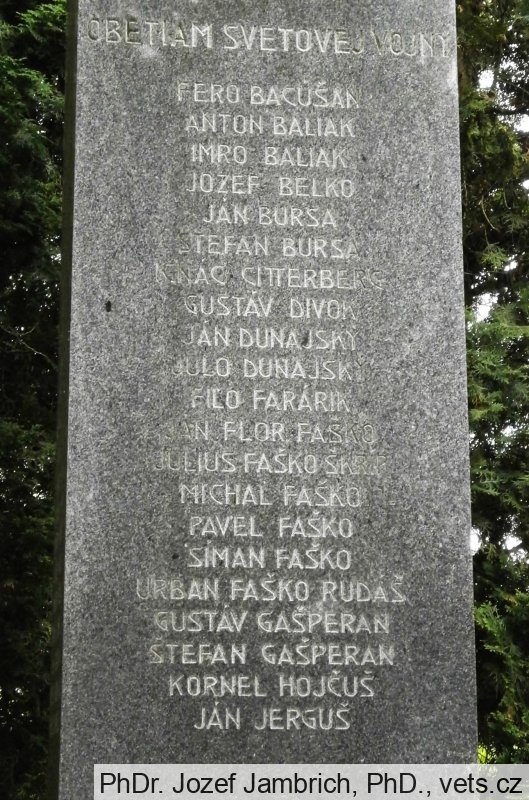 OBETIAM SVETOVEJ VOJNY
FERO BACÚŠAN
ANTON BALIAK
IMRO BALIAK
JOZEF BELKO
JÁN BURSA
ŠTEFAN BURSA
IGNÁC CITTERBERG
GUSTÁV DIVOK
JÁN DUNAJSKÝ
JULO DUNAJSKÝ
FILO FARÁRIK
JÁN FLOR FAŠKO
JULIUS FAŠKO
MICHAL FAŠKO
PAVEL FAŠKO
ŠIMAN FAŠKO
URBAN FAŠKO RUDÁŠ
GUSTÁV GAŠPERAN
ŠTEFAN GAŠPERAN
KORNEL HOJČUŠ
JÁN JERGUŠ
PhDr. Jozef Jambrich, PhD., vets.cz